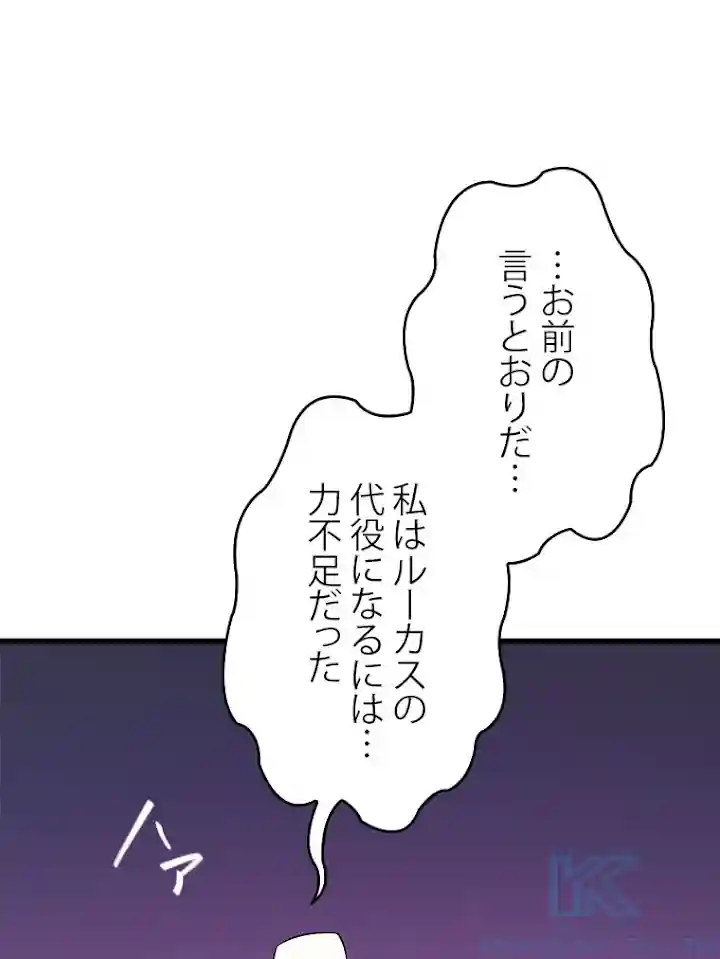 …お前の
言うとおりだ…
私はルーカスの
代役になるには…
力不足だった
ハァ